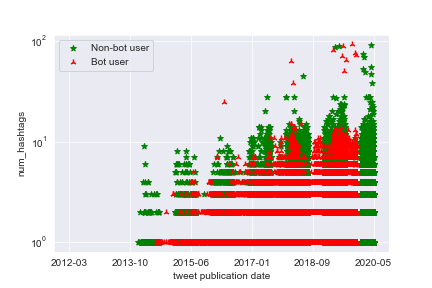 10²
Non-bot user
Bot user
num_hashtags
10¹
10⁰
2012-03 2013-10 2015-06 2017-01 2018-09 2020-05
tweet publication date